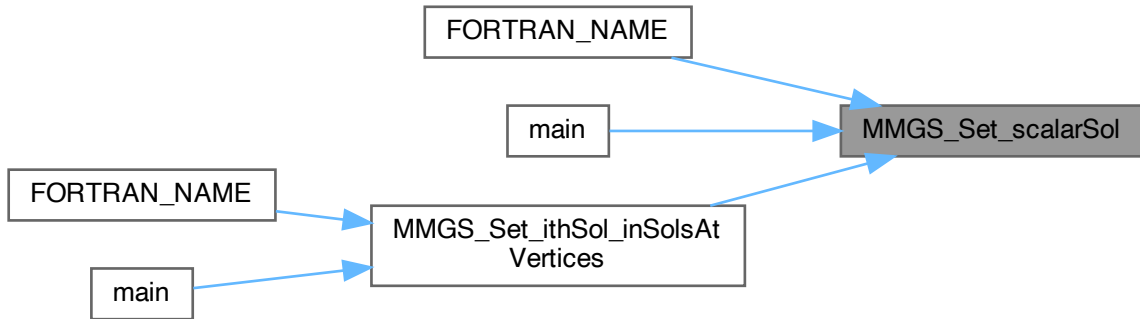 FORTRAN_NAME
main
MMGS_Set_scalarSol
FORTRAN_NAME
MMGS_Set_ithSol_inSolsAt
Vertices
main